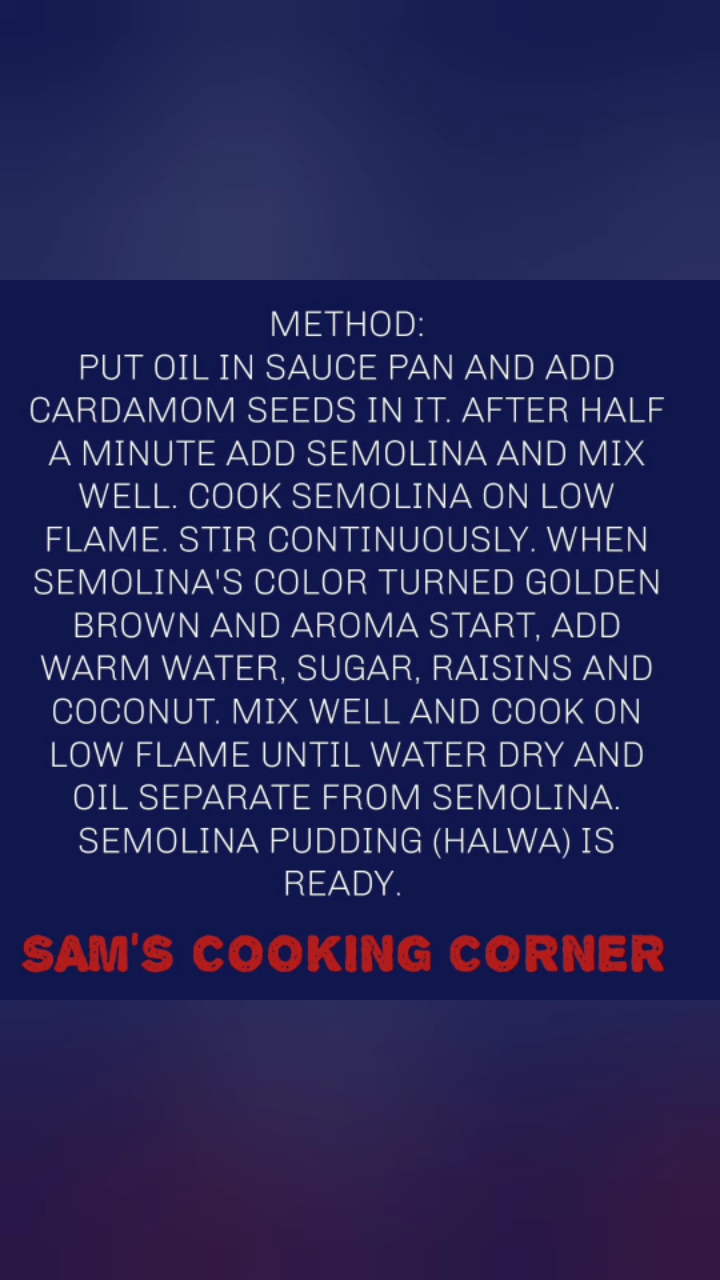 METHOD:
PUT OIL IN SAUCE PAN AND ADD
CARDAMOM SEEDS IN IT. AFTER HALF
A MINUTE ADD SEMOLINA AND MIX
WELL. COOK SEMOLINA ON LOW
FLAME. STIR CONTINUOUSLY. WHEN
SEMOLINA'S COLOR TURNED GOLDEN
BROWN AND AROMA START, ADD
WARM WATER, SUGAR, RAISINS AND
COCONUT. MIX WELL AND COOK ON
LOW FLAME UNTIL WATER DRY AND
OIL SEPARATE FROM SEMOLINA.
SEMOLINA PUDDING (HALWA) IS
READY.
SAM'S COOKING CORNER